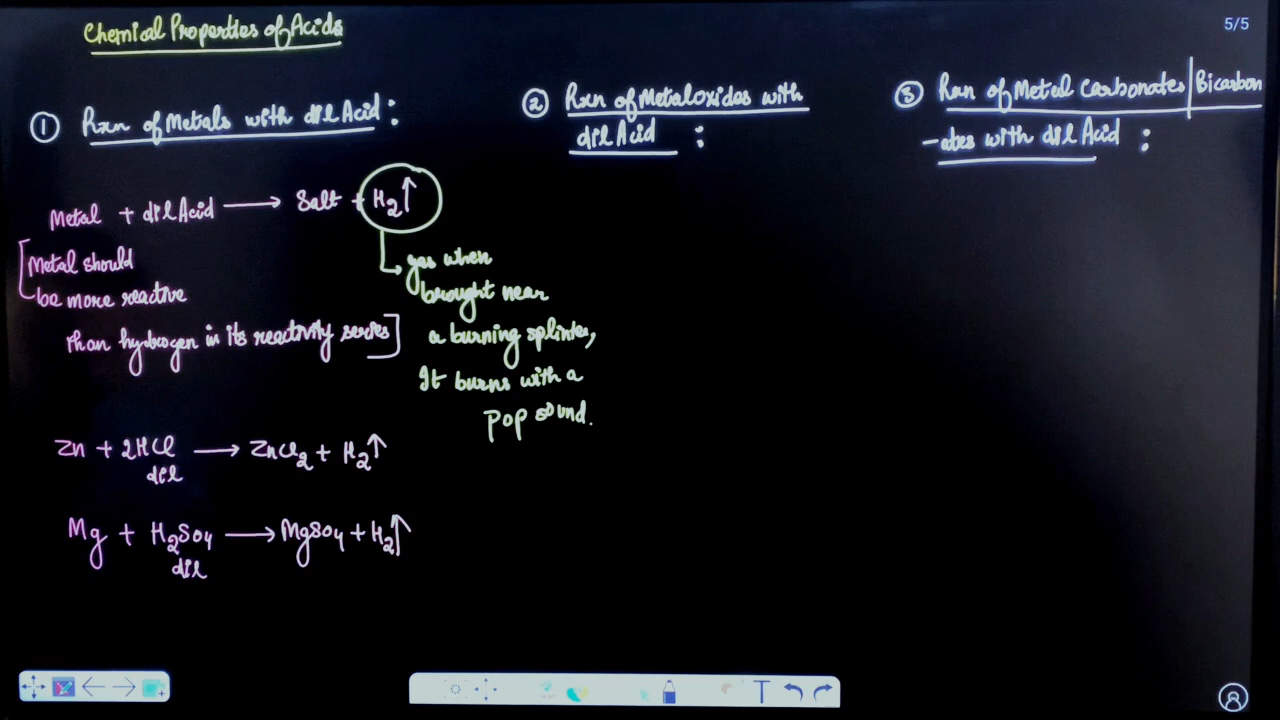 Chemical Properties of Acids
5/5
① Rxn of Metals with dil Acid :
Metal + dil Acid ⟶ Salt + H₂↑
[Metal should
be more reactive
than hydrogen in its reactivity series]
gas when
brought near
a burning splinter,
It burns with a
pop sound.
Zn + 2HCl ⟶ ZnCl₂ + H₂↑
dil
Mg + H₂SO₄ ⟶ MgSO₄ + H₂↑
dil
② Rxn of Metaloxides with
dil Acid :
③ Rxn of Metal Carbonates|Bicarbon
-ates with dil Acid :
T